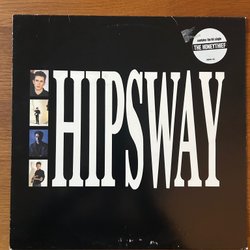 contains the hit single
THE HONEYTHIEF
HIPSWAY